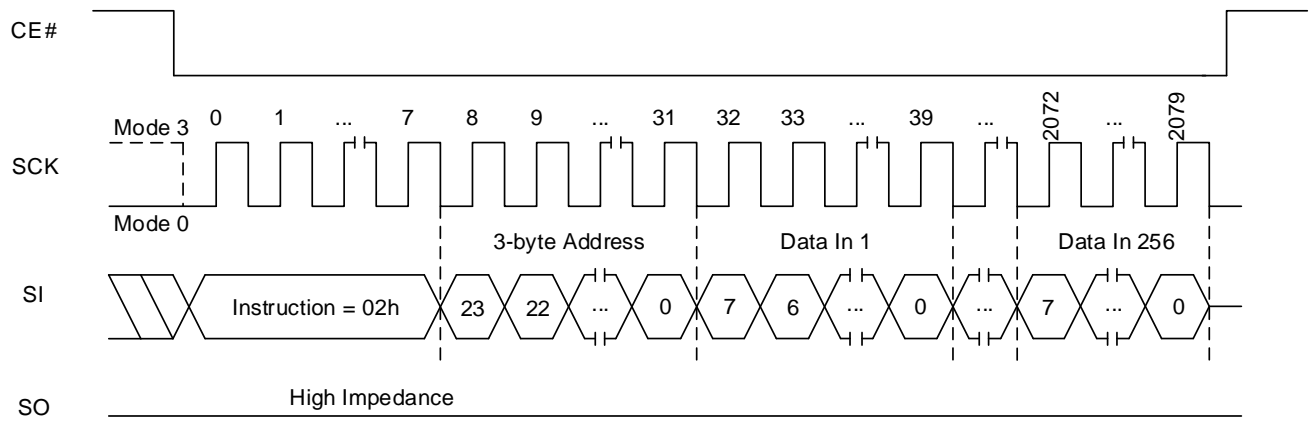 CE#
0 1 ... 7 8 9 ... 31 32 33 ... 39 ... 2072 ... 2079
Mode 3
SCK
Mode 0
3-byte Address Data In 1 Data In 256
SI Instruction = 02h 23 22 ... 0 7 6 ... 0 ... 7 ... 0
High Impedance
SO